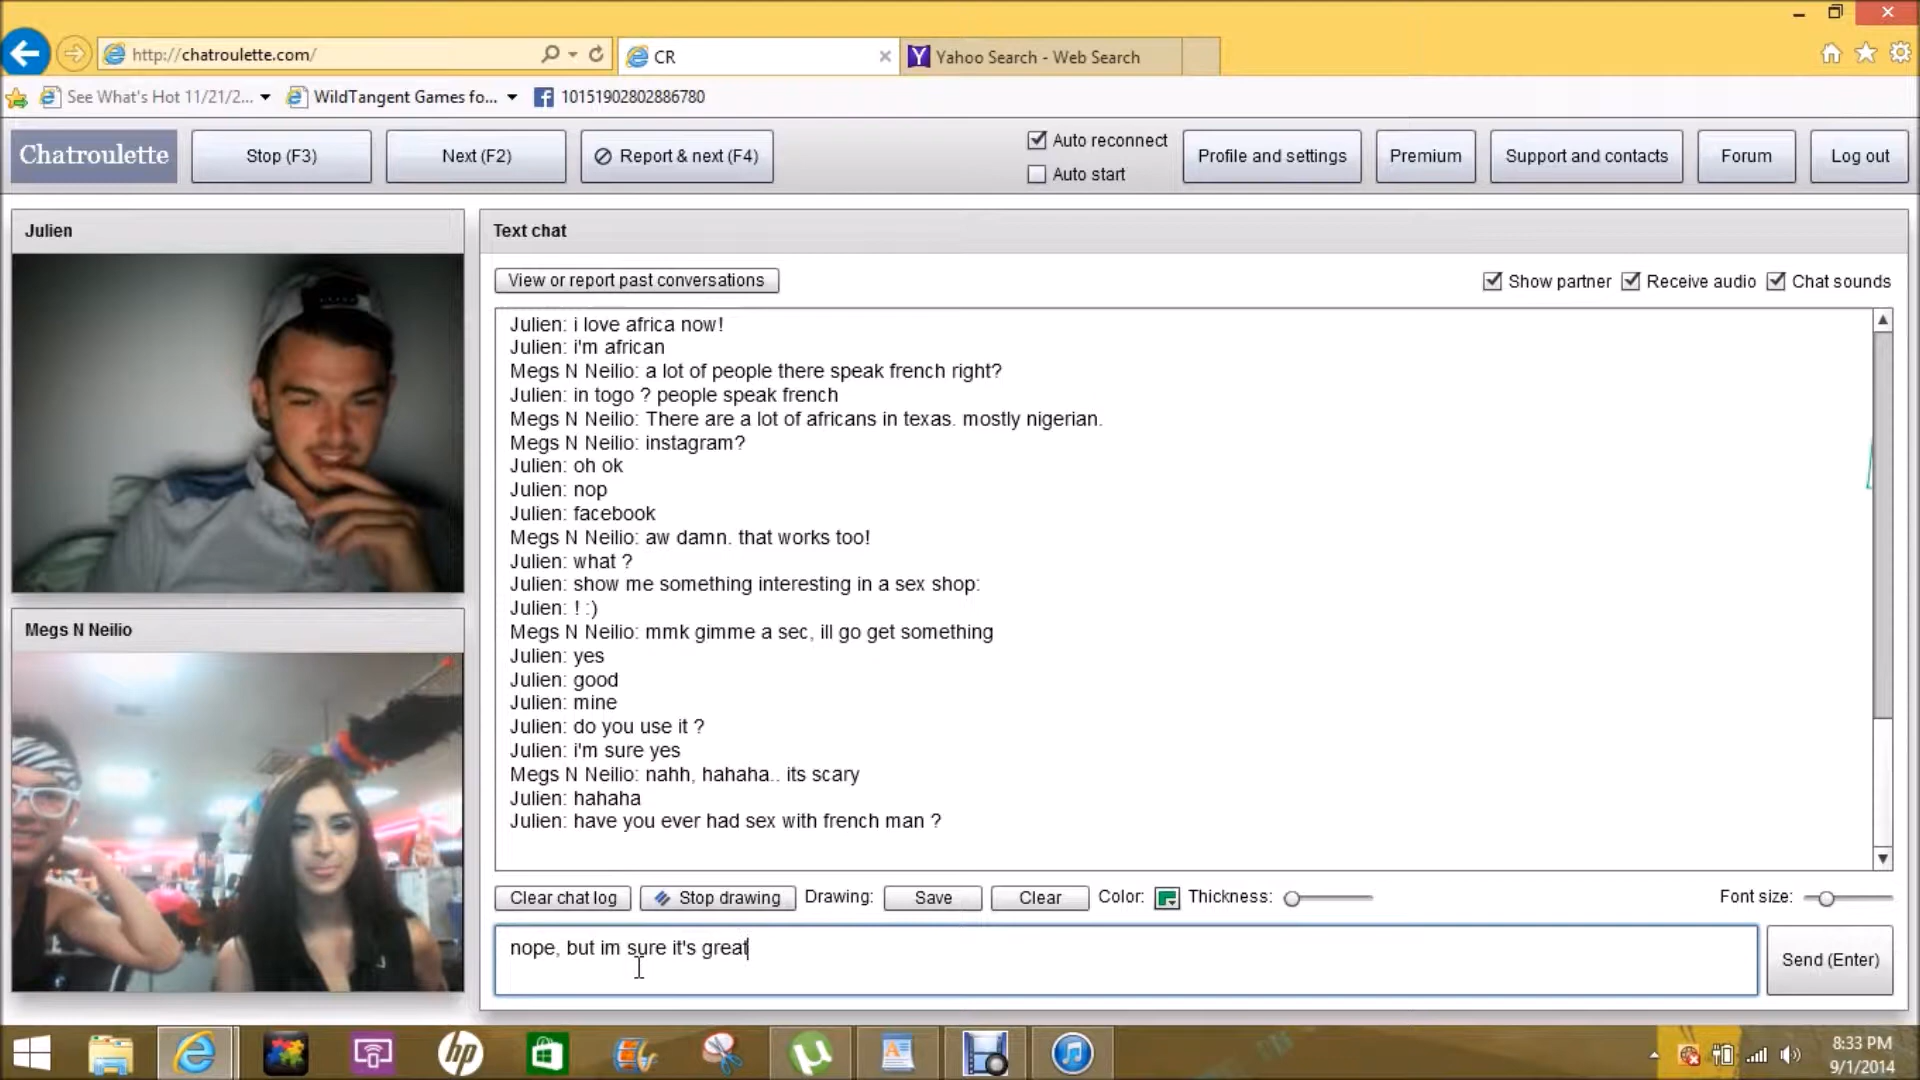 http://chatroulette.com/
CR
Yahoo Search - Web Search
See What's Hot 11/21/2...
WildTangent Games fo...
10151902802886780
Chatroulette
Stop (F3)
Next (F2)
Report & next (F4)
Auto reconnect
Auto start
Profile and settings
Premium
Support and contacts
Forum
Log out
Julien
Text chat
View or report past conversations
Show partner
Receive audio
Chat sounds
Julien: i love africa now!
Julien: i'm african
Megs N Neilio: a lot of people there speak french right?
Julien: in togo ? people speak french
Megs N Neilio: There are a lot of africans in texas. mostly nigerian.
Megs N Neilio: instagram?
Julien: oh ok
Julien: nop
Julien: facebook
Megs N Neilio: aw damn. that works too!
Julien: what ?
Julien: show me something interesting in a sex shop:
Julien: ! :)
Megs N Neilio: mmk gimme a sec, ill go get something
Julien: yes
Julien: good
Julien: mine
Julien: do you use it ?
Julien: i'm sure yes
Megs N Neilio: nahh, hahaha.. its scary
Julien: hahaha
Julien: have you ever had sex with french man ?
Megs N Neilio
Clear chat log
Stop drawing
Drawing:
Save
Clear
Color:
Thickness:
Font size:
nope, but im sure it's great
Send (Enter)
hp
8:33 PM
9/1/2014